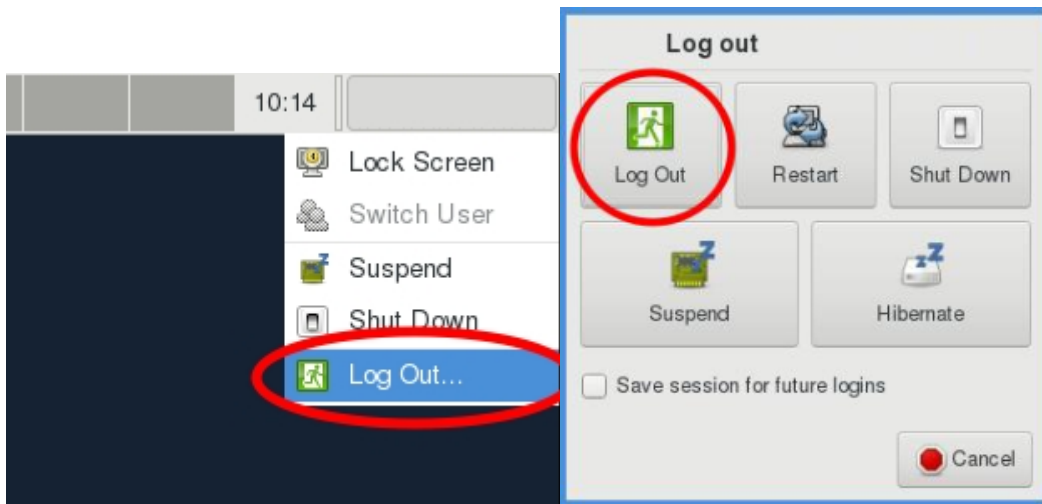 10:14
Lock Screen
Switch User
Suspend
Shut Down
Log Out...
Log out
Log Out
Restart
Shut Down
Suspend
Hibernate
Save session for future logins
Cancel